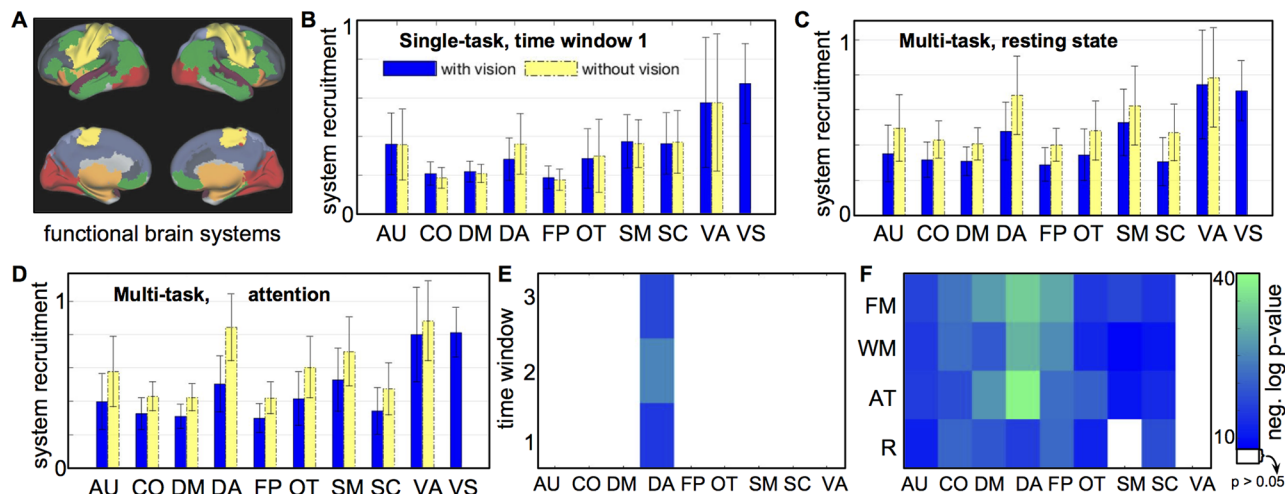 A
functional brain systems
B
Single-task, time window 1
with vision
without vision
system recruitment
1
0
AU CO DM DA FP OT SM SC VA VS
C
Multi-task, resting state
system recruitment
1
0
AU CO DM DA FP OT SM SC VA VS
D
Multi-task, attention
system recruitment
1
0
AU CO DM DA FP OT SM SC VA VS
E
time window
3
2
1
AU CO DM DA FP OT SM SC VA
F
FM
WM
AT
R
AU CO DM DA FP OT SM SC VA
40
10
neg. log p-value
p > 0.05